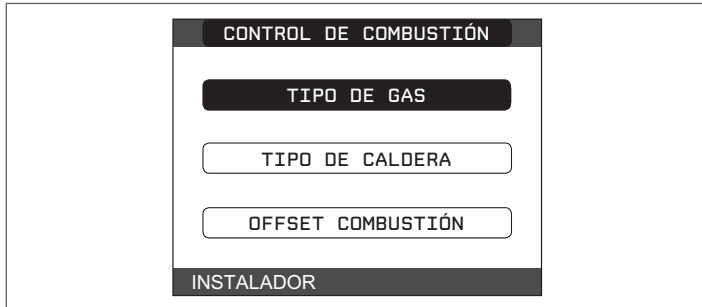 CONTROL DE COMBUSTIÓN
TIPO DE GAS
TIPO DE CALDERA
OFFSET COMBUSTIÓN
INSTALADOR